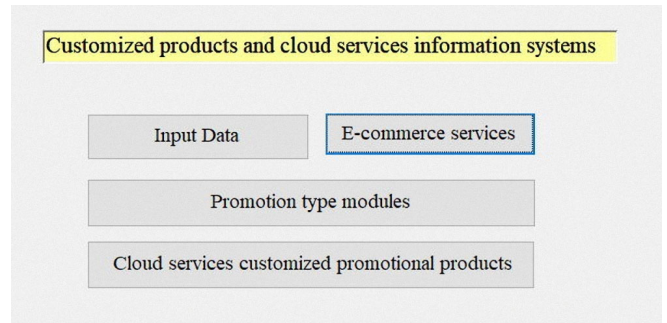 Customized products and cloud services information systems
Input Data
E-commerce services
Promotion type modules
Cloud services customized promotional products